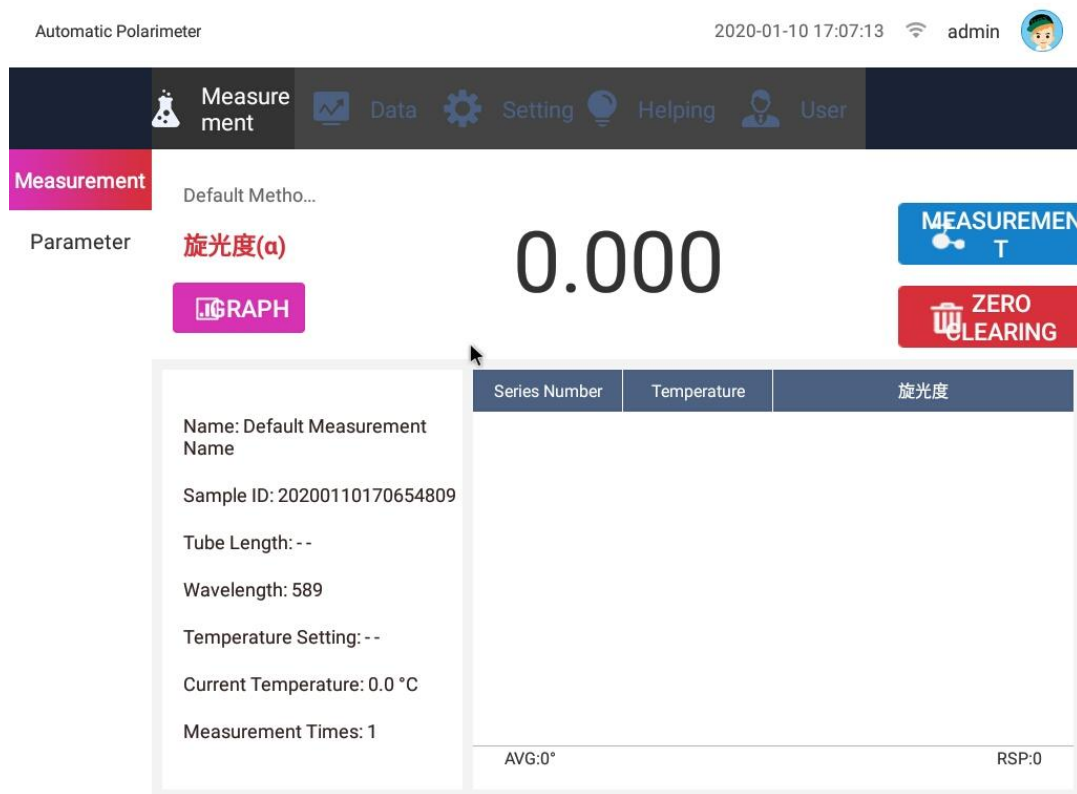 Automatic Polarimeter
2020-01-10 17:07:13
admin
Measure
ment
Data
Setting
Helping
User
Measurement
Parameter
Default Metho...
旋光度(α)
0.000
GRAPH
MEASUREMEN
T
ZERO
CLEARING
Name: Default Measurement
Name
Sample ID: 20200110170654809
Tube Length: - -
Wavelength: 589
Temperature Setting: - -
Current Temperature: 0.0 °C
Measurement Times: 1
Series Number
Temperature
旋光度
AVG:0°
RSP:0